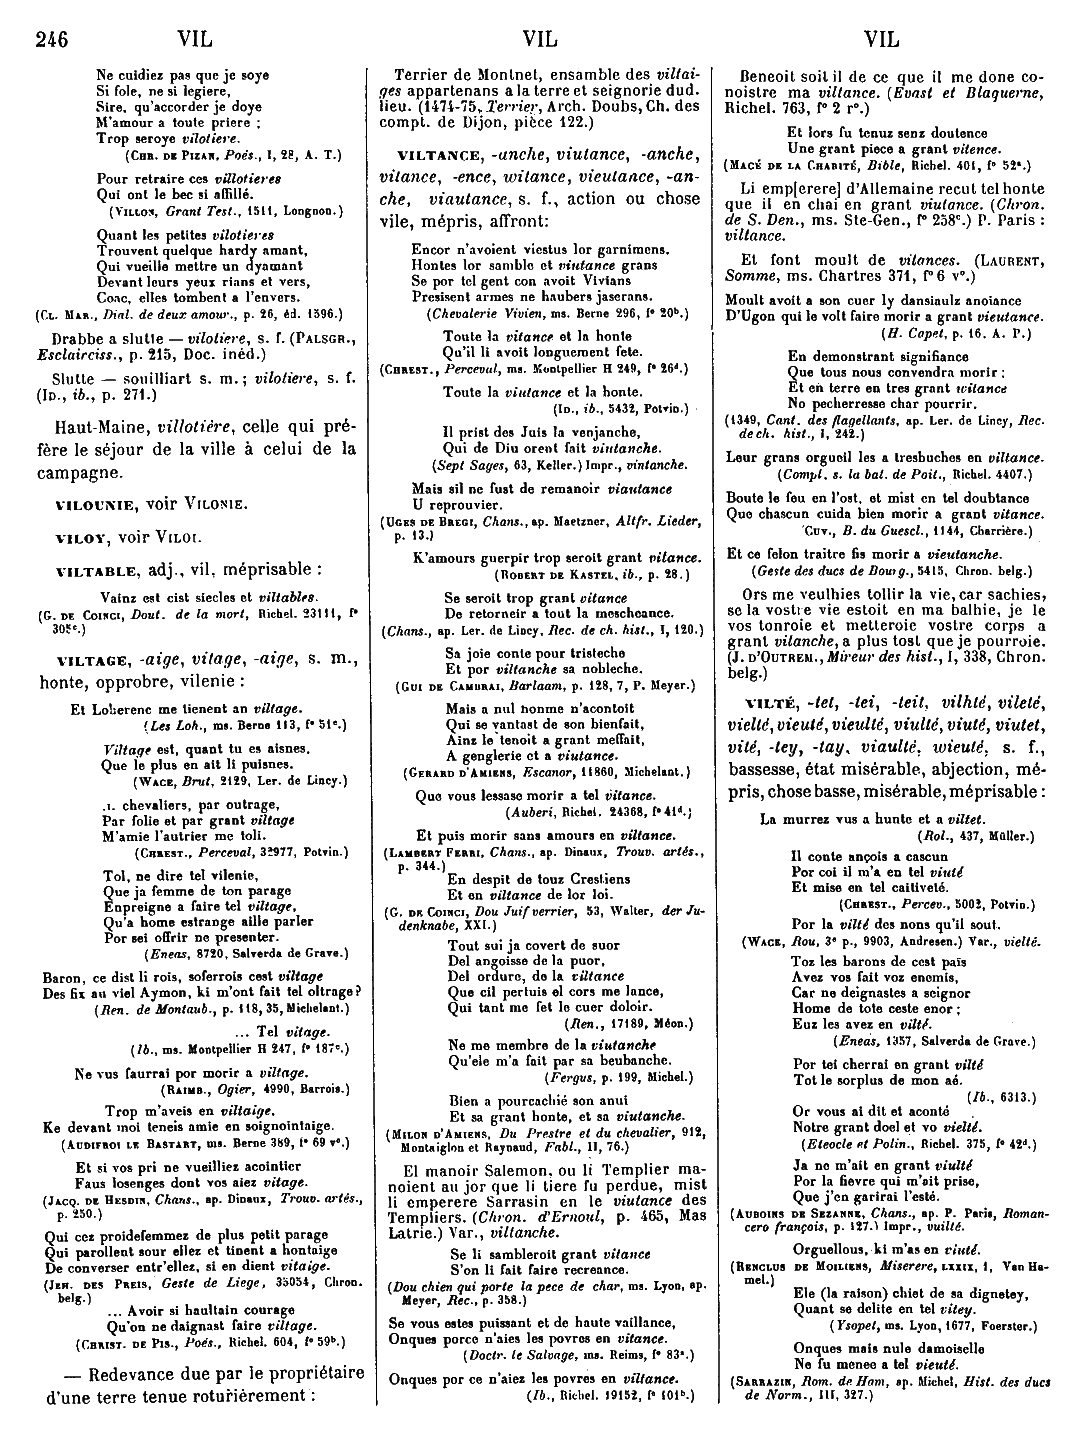 246 VIL VIL VIL
Ne cuidiez pas que je soye
Si fole, ne si legiere,
Sire, qu'accorder je doye
M'amour a toute priere ;
Trop seroye vilotiere.
(CHR. DE PIZAN, Poés., I, 28, A. T.)
Pour retraire ces villotieres
Qui ont le bec si affillé.
(VILLON, Grant Test., 1511, Longnon.)
Quant les petites vilotieres
Trouvent quelque hardy amant,
Qui vueille mettre un dyamant
Devant leurs yeux rians et vers,
Coac, elles tombent a l'envers.
(CL. MAR., Dial. de deux amour., p. 26, éd. 1596.)
Drabbe a slutte — vilotiere, s. f. (PALSGR.,
Esclairciss., p. 215, Doc. inéd.)
Slutte — souilliart s. m. ; vilotiere, s. f.
(ID., ib., p. 271.)
Haut-Maine, villotière, celle qui pré-
fère le séjour de la ville à celui de la
campagne.
VILOUNIE, voir VILONIE.
VILOY, voir VILOI.
VILTABLE, adj., vil, méprisable :
Vainz est cist siecles et viltables.
(G. DE COINCI, Dout. de la mort, Richel. 23111, f°
305c.)
VILTAGE, -aige, vitage, -aige, s. m.,
honte, opprobre, vilenie :
Et Loherenc me tienent an viltage.
(Les Loh., ms. Berne 113, f° 51c.)
Viltage est, quant tu es aisnes,
Que le plus en ait li puisnes.
(WACE, Brut, 2129, Ler. de Lincy.)
.I. chevaliers, par outrage,
Par folie et par grant viltage
M'amie l'autrier me toli.
(CHREST., Perceval, 32977, Potvin.)
Tol, ne dire tel vilenie,
Que ja femme de ton parage
Enpreigne a faire tel viltage,
Qu'a home estrange aille parler
Por sei offrir ne presenter.
(Eneas, 8720, Salverda de Grave.)
Baron, ce dist li rois, soferrois cest viltage
Des fix au viel Aymon, ki m'ont fait tel oltrage ?
(Ren. de Montaub., p. 118, 35, Michelant.)
... Tel vitage.
(Ib., ms. Montpellier H 247, f° 187c.)
Ne vus faurrai por morir a viltage.
(RAIMB., Ogier, 4990, Barrois.)
Trop m'aveis en viltaige.
Ke devant moi teneis amie en soignointaige.
(AUDIFROI LE BASTART, ms. Berne 389, f° 69 v°.)
Et si vos pri ne vueilliez acointier
Faus losenges dont vos aiez vitage.
(JACQ. DE HESDIN, Chans., ap. Dinaux, Trouv. artés.,
p. 250.)
Qui cez proidefemmez de plus petit parage
Qui parollent sour ellez et tinent a hontaige
De converser entr'ellez, si en dient vitaige.
(JEH. DES PREIS, Geste de Liege, 35054, Chron.
belg.)
... Avoir si haultain courage
Qu'on ne daignast faire viltage.
(CHRIST. DE PIS., Poés., Richel. 604, f° 59b.)
— Redevance due par le propriétaire
d'une terre tenue roturièrement :
Terrier de Montnet, ensamble des viltai-
ges appartenans a la terre et seignorie dud.
lieu. (1474-75, Terrier, Arch. Doubs, Ch. des
compt. de Dijon, pièce 122.)
VILTANCE, -anche, viutance, -anche,
vitance, -ence, witance, vieutance, -an-
che, viautance, s. f., action ou chose
vile, mépris, affront:
Encor n'avoient viestus lor garnimens.
Hontes lor samble et viutance grans
Se por tel gent con avoit Vivians
Presisent armes ne haubers jaserans.
(Chevalerie Vivien, ms. Berne 296, f° 20b.)
Toute la vitance et la honte
Qu'il li avoit longuement fete.
(CHREST., Perceval, ms. Montpellier H 249, f° 26d.)
Toute la viutance et la honte.
(ID., ib., 5432, Potvin.)
Il prist des Juis la venjanche,
Qui de Diu orent fait viutanche.
(Sept Sages, 63, Keller.) Impr., vintanche.
Mais sil ne fust de remanoir viautance
U reprouvier.
(UGES DE BREGI, Chans., ap. Maetzner, Altfr. Lieder,
p. 13.)
K'amours guerpir trop seroit grant vitance.
(ROBERT DE KASTEL, ib., p. 28.)
Se seroit trop grant vitance
De retorneir a tout la mescheance.
(Chans., ap. Ler. de Lincy, Rec. de ch. hist., I, 120.)
Sa joie conte pour tristeche
Et por viltanche sa nobleche.
(GUI DE CAMBRAI, Barlaam, p. 128, 7, P. Meyer.)
Mais a nul homme n'acontoit
Qui se vantast de son bienfait,
Ainz le tenoit a grant meffait,
A genglerie et a viutance.
(GERARD D'AMIENS, Escanor, 11860, Michelant.)
Que vous lessase morir a tel vitance.
(Auberi, Richel. 24368, f° 41d.)
Et puis morir sans amours en viltance.
(LAMBERT FERRI, Chans., ap. Dinaux, Trouv. artés.,
p. 344.)
En despit de touz Crestiens
Et en viltance de lor loi.
(G. DE COINCI, Dou Juif verrier, 53, Walter, der Ju-
denknabe, XXI.)
Tout sui ja covert de suor
Del angoisse de la puor,
Del ordure, de la viltance
Que cil pertuis el cors me lance,
Qui tant me fet le cuer doloir.
(Ren., 17189, Méon.)
Ne me membre de la viutanche
Qu'ele m'a fait par sa beubanche.
(Fergus, p. 199, Michel.)
Bien a pourcachié son anui
Et sa grant honte, et sa viutanche.
(MILON D'AMIENS, Du Prestre et du chevalier, 912,
Montaiglon et Raynaud, Fabl., II, 76.)
El manoir Salemon, ou li Templier ma-
noient au jor que li tiere fu perdue, mist
li emperere Sarrasin en le viutance des
Templiers. (Chron. d'Ernoul, p. 465, Mas
Latrie.) Var., viltanche.
Se li sambleroit grant vitance
S'on li fait faire recreance.
(Dou chien qui porte la pece de char, ms. Lyon, ap.
Meyer, Rec., p. 358.)
Se vous estes puissant et de haute vaillance,
Onques porce n'aies les povres en vitance.
(Doctr. le Salvage, ms. Reims, f° 83a.)
Onques por ce n'aiez les povres en viltance.
(Ib., Richel. 19152, f° 101b.)
Beneoit soit il de ce que il me done co-
noistre ma viltance. (Evast et Blaquerne,
Richel. 763, f° 2 r°.)
Et lors fu tenuz senz doutence
Une grant piece a grant vitence.
(MACÉ DE LA CHARITÉ, Bible, Richel. 401, f° 52a.)
Li emp[erere] d'Allemaine recut tel honte
que il en chai en grant viutance. (Chron.
de S. Den., ms. Ste-Gen., f° 258c.) P. Paris :
viltance.
Et font moult de vitances. (LAURENT,
Somme, ms. Chartres 371, f° 6 v°.)
Moult avoit a son cuer ly dansiaulz anoiance
D'Ugon qui le volt faire morir a grant vieutance.
(H. Capet, p. 16. A. P.)
En demonstrant signifiance
Que tous nous convendra morir ;
Et en terre en tres grant witance
No pecherresse char pourrir.
(1349, Cant. des flagellants, ap. Ler. de Lincy, Rec.
de ch. hist., I, 242.)
Leur grans orgueil les a tresbuches en viltance.
(Compl. s. la bat. de Poit., Richel. 4407.)
Boute le feu en l'ost, et mist en tel doubtance
Que chascun cuida bien morir a grant vitance.
(CUV., B. du Guescl., 1144, Charrière.)
Et ce felon traitre fis morir a vieutanche.
(Geste des ducs de Bourg., 5415, Chron. belg.)
Ors me veulhies tollir la vie, car sachies,
se la vostre vie estoit en ma balhie, je le
vos tonroie et metteroie vostre corps a
grant vilanche, a plus tost que je pourroie.
(J. D'OUTREM., Mireur des hist., I, 338, Chron.
belg.)
VILTÉ, -tet, -tei, -teit, vilhté, vileté,
vielté, vieuté, vieulté, viulté, viuté, viutet,
vité, -tey, -tay, viaulté, wieuté, s. f.,
bassesse, état misérable, abjection, mé-
pris, chose basse, misérable, méprisable :
La murrez vus a hunte et a viltet.
(Rol., 437, Müller.)
Il conte ançois a cascun
Por coi il m'a en tel viuté
Et mise en tel caitiveté.
(CHREST., Percev., 5002, Potvin.)
Por la vilté des nons qu'il sout.
(WACE, Rou, 3e p., 9903, Andresen.) Var., vielté.
Toz les barons de cest païs
Avez vos fait voz enemis,
Car ne deignastes a seignor
Home de tote ceste enor ;
Euz les avez en vilté.
(Eneas, 1357, Salverda de Grave.)
Por tei cherrai en grant vilté
Tot le sorplus de mon aé.
(Ib., 6313.)
Or vous ai dit et aconté
Notre grant doel et vo vielté.
(Eteocle et Polin., Richel. 375, f° 42d.)
Ja ne m'ait en grant viulté
Por la fievre qui m'ait prise,
Que j'en garirai l'esté.
(AUBOINS DE SEZANNE, Chans., ap. P. Paris, Roman-
cero françois, p. 127.) Impr., vuilté.
Orguellous, ki m'as en viuté.
(RENCLUS DE MOILIENS, Miserere, LXXIX, 1, Van Ha-
mel.)
Ele (la raison) chiet de sa dignetey,
Quant se delite en tel vitey.
(Ysopet, ms. Lyon, 1677, Foerster.)
Onques mais nule damoiselle
Ne fu menee a tel vieuté.
(SARRAZIN, Rom. de Ham, ap. Michel, Hist. des ducs
de Norm., III, 327.)